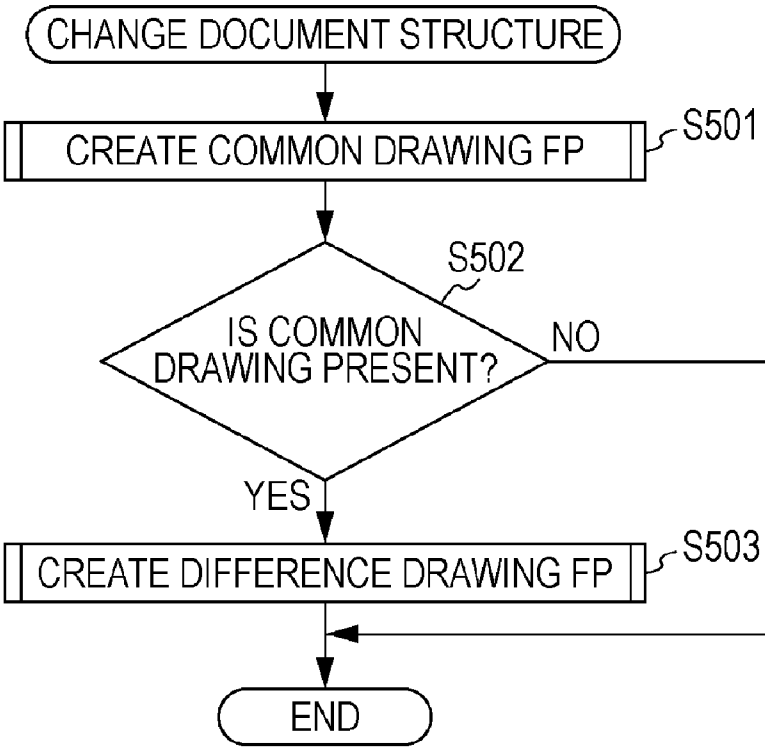 CHANGE DOCUMENT STRUCTURE
CREATE COMMON DRAWING FP
S501
S502
IS COMMON
DRAWING PRESENT?
NO
YES
CREATE DIFFERENCE DRAWING FP
S503
END